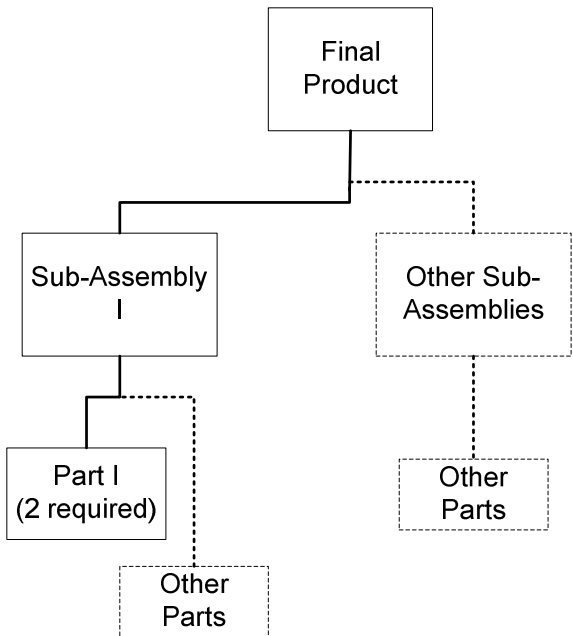 Final
Product
Sub-Assembly
I
Other Sub-
Assemblies
Part I
(2 required)
Other
Parts
Other
Parts